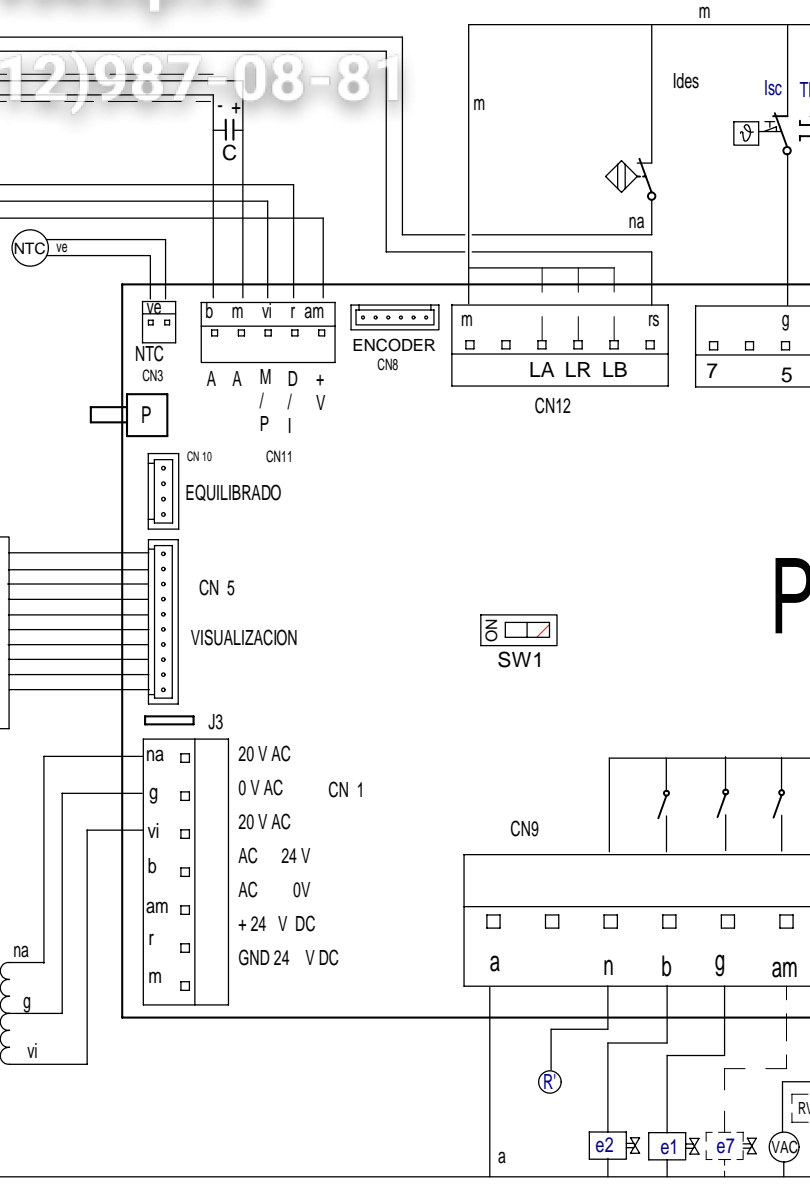 12)987-08-81
m
m
Ides
Isc
- +
C
na
NTC ve
ve
b m vi r am
m rs
g
NTC
CN3
ENCODER
CN8
LA LR LB
7 5
CN12
A A M/P D/I +V
P
CN 10
CN11
EQUILIBRADO
CN 5
VISUALIZACION
P
ON
SW1
J3
na 20 V AC
g 0 V AC
CN 1
vi 20 V AC
b AC 24 V
am AC 0V
r + 24 V DC
m GND 24 V DC
CN9
a n b g am
na
g
vi
R'
e2 e1 e7 VAC
a